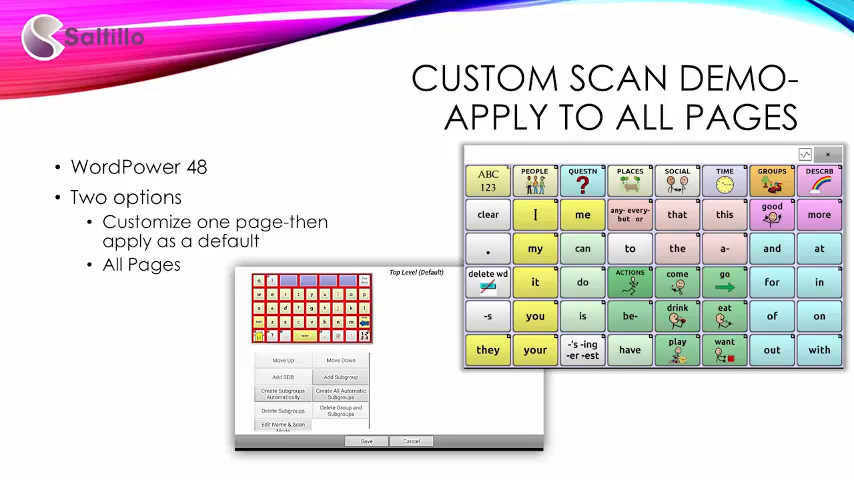 Saltillo
CUSTOM SCAN DEMO-
APPLY TO ALL PAGES
• WordPower 48
• Two options
• Customize one page-then
apply as a default
• All Pages
ABC
123
PEOPLE
QUESTN
PLACES
SOCIAL
TIME
GROUPS
DESCRB
clear
I
me
any- every-
but or
that
this
good
more
.
my
can
to
the
a-
and
at
delete wd
it
do
ACTIONS
come
go
for
in
-s
you
is
be-
drink
eat
of
on
they
your
-'s -ing
-er -est
have
play
want
out
with
Top Level (Default)
w e r t y u i o p
Move Up
Move Down
Add SDB
Add Subgroup
Create Subgroups
Automatically
Create All Automatic
Subgroups
Delete Subgroups
Delete Group and
Subgroups
Edit Name & Scan
Save
Cancel